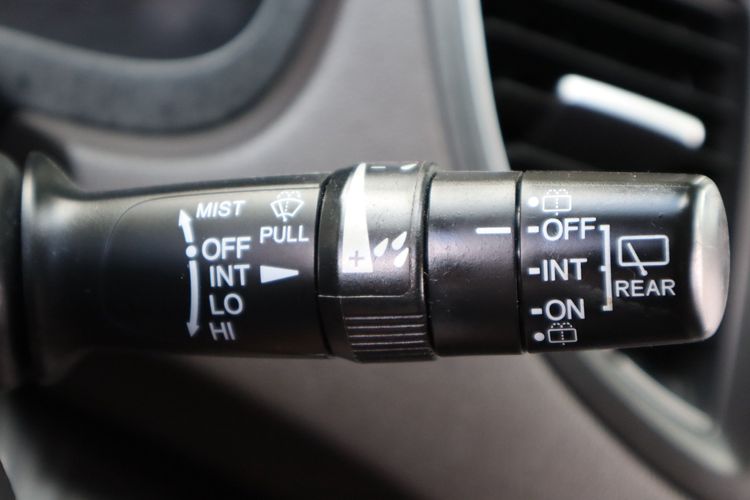 MIST
PULL
OFF
INT
LO
HI
+
OFF
INT
ON
REAR